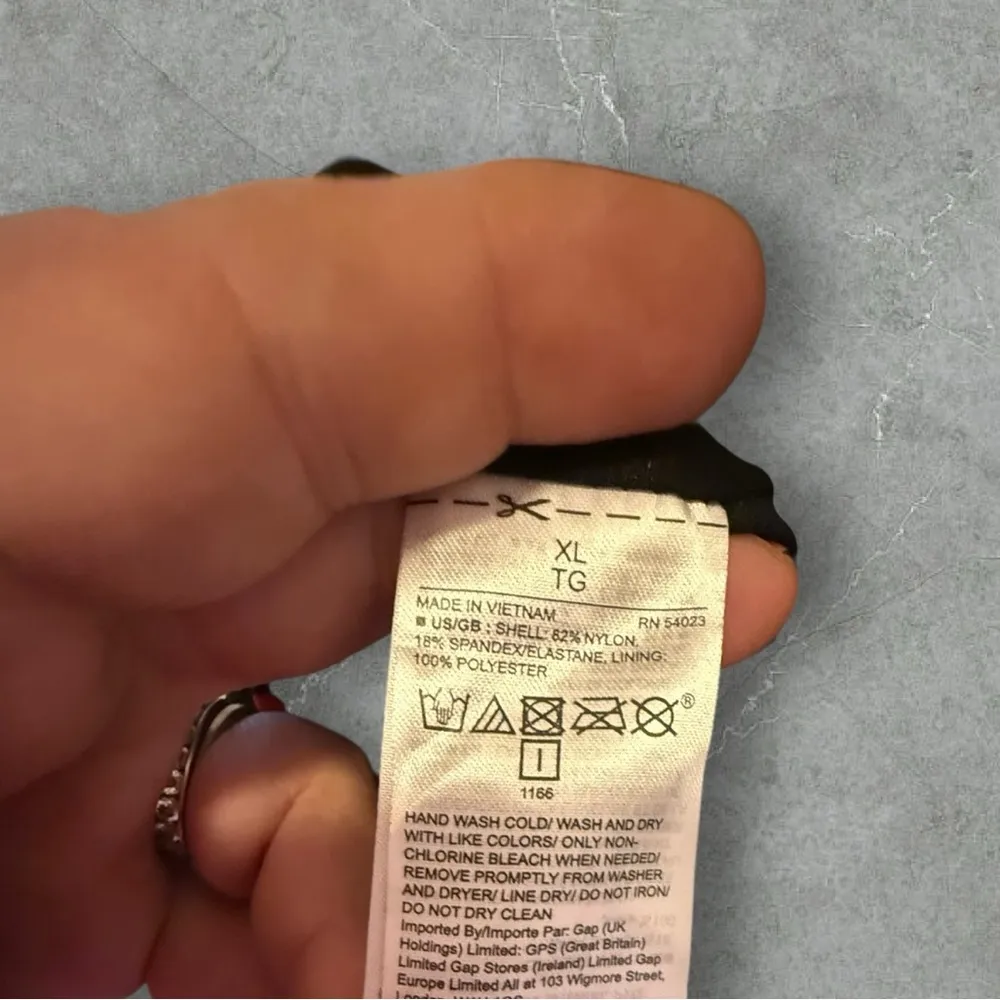 XL
TG
MADE IN VIETNAM RN 54023
US/GB : SHELL: 82% NYLON,
18% SPANDEX/ELASTANE, LINING:
100% POLYESTER
®
1166
HAND WASH COLD/ WASH AND DRY
WITH LIKE COLORS/ ONLY NON-
CHLORINE BLEACH WHEN NEEDED/
REMOVE PROMPTLY FROM WASHER
AND DRYER/ LINE DRY/ DO NOT IRON/
DO NOT DRY CLEAN
Imported By/Importe Par: Gap (UK
Holdings) Limited: GPS (Great Britain)
Limited Gap Stores (Ireland) Limited Gap
Europe Limited All at 103 Wigmore Street,
London